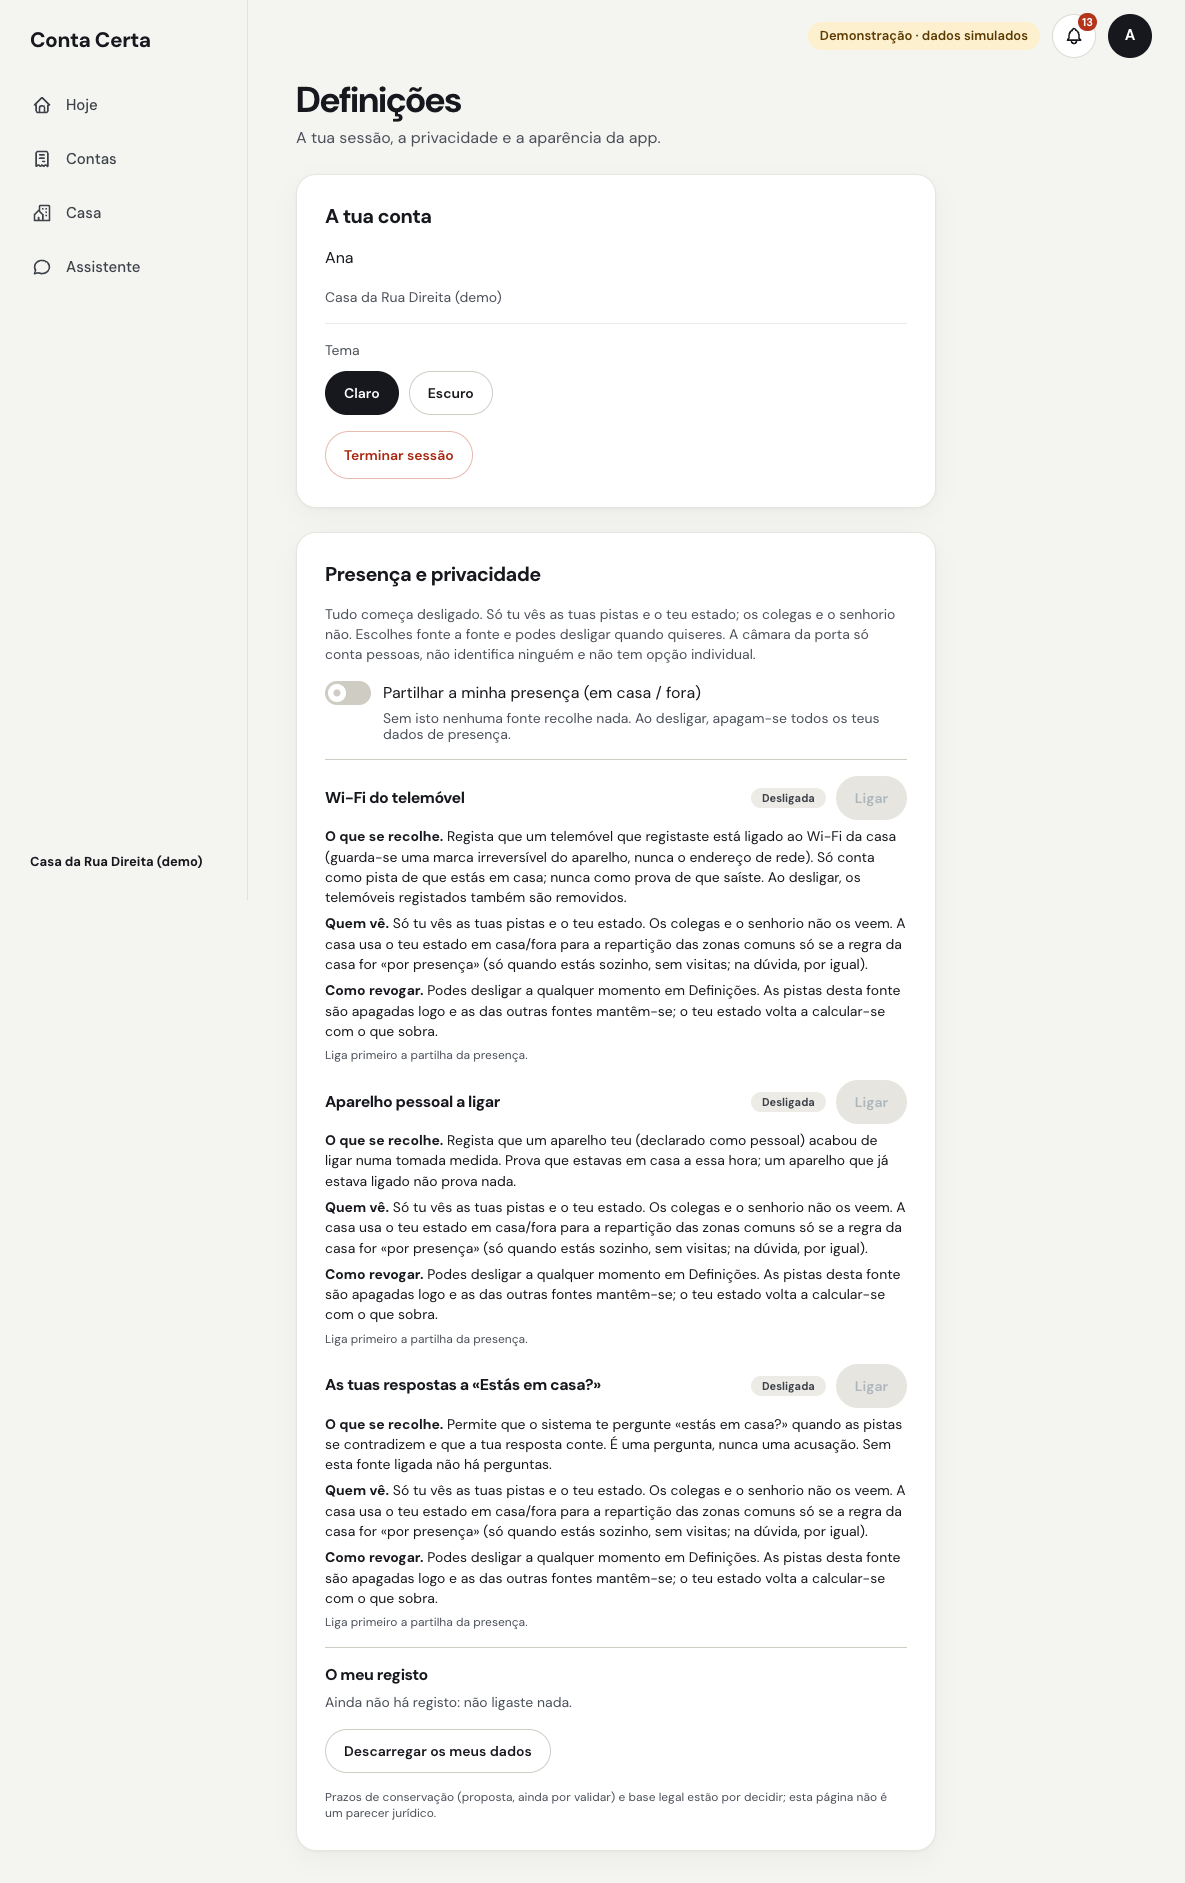 Conta Certa
Demonstração · dados simulados
13
A
Hoje
Contas
Casa
Assistente
Casa da Rua Direita (demo)
Definições
A tua sessão, a privacidade e a aparência da app.
A tua conta
Ana
Casa da Rua Direita (demo)
Tema
Claro
Escuro
Terminar sessão
Presença e privacidade
Tudo começa desligado. Só tu vês as tuas pistas e o teu estado; os colegas e o senhorio
não. Escolhes fonte a fonte e podes desligar quando quiseres. A câmara da porta só
conta pessoas, não identifica ninguém e não tem opção individual.
Partilhar a minha presença (em casa / fora)
Sem isto nenhuma fonte recolhe nada. Ao desligar, apagam-se todos os teus
dados de presença.
Wi-Fi do telemóvel
Desligada
Ligar
O que se recolhe. Regista que um telemóvel que registaste está ligado ao Wi-Fi da casa
(guarda-se uma marca irreversível do aparelho, nunca o endereço de rede). Só conta
como pista de que estás em casa; nunca como prova de que saíste. Ao desligar, os
telemóveis registados também são removidos.
Quem vê. Só tu vês as tuas pistas e o teu estado. Os colegas e o senhorio não os veem. A
casa usa o teu estado em casa/fora para a repartição das zonas comuns só se a regra da
casa for «por presença» (só quando estás sozinho, sem visitas; na dúvida, por igual).
Como revogar. Podes desligar a qualquer momento em Definições. As pistas desta fonte
são apagadas logo e as das outras fontes mantêm-se; o teu estado volta a calcular-se
com o que sobra.
Liga primeiro a partilha da presença.
Aparelho pessoal a ligar
Desligada
Ligar
O que se recolhe. Regista que um aparelho teu (declarado como pessoal) acabou de
ligar numa tomada medida. Prova que estavas em casa a essa hora; um aparelho que já
estava ligado não prova nada.
Quem vê. Só tu vês as tuas pistas e o teu estado. Os colegas e o senhorio não os veem. A
casa usa o teu estado em casa/fora para a repartição das zonas comuns só se a regra da
casa for «por presença» (só quando estás sozinho, sem visitas; na dúvida, por igual).
Como revogar. Podes desligar a qualquer momento em Definições. As pistas desta fonte
são apagadas logo e as das outras fontes mantêm-se; o teu estado volta a calcular-se
com o que sobra.
Liga primeiro a partilha da presença.
As tuas respostas a «Estás em casa?»
Desligada
Ligar
O que se recolhe. Permite que o sistema te pergunte «estás em casa?» quando as pistas
se contradizem e que a tua resposta conte. É uma pergunta, nunca uma acusação. Sem
esta fonte ligada não há perguntas.
Quem vê. Só tu vês as tuas pistas e o teu estado. Os colegas e o senhorio não os veem. A
casa usa o teu estado em casa/fora para a repartição das zonas comuns só se a regra da
casa for «por presença» (só quando estás sozinho, sem visitas; na dúvida, por igual).
Como revogar. Podes desligar a qualquer momento em Definições. As pistas desta fonte
são apagadas logo e as das outras fontes mantêm-se; o teu estado volta a calcular-se
com o que sobra.
Liga primeiro a partilha da presença.
O meu registo
Ainda não há registo: não ligaste nada.
Descarregar os meus dados
Prazos de conservação (proposta, ainda por validar) e base legal estão por decidir; esta página não é
um parecer jurídico.